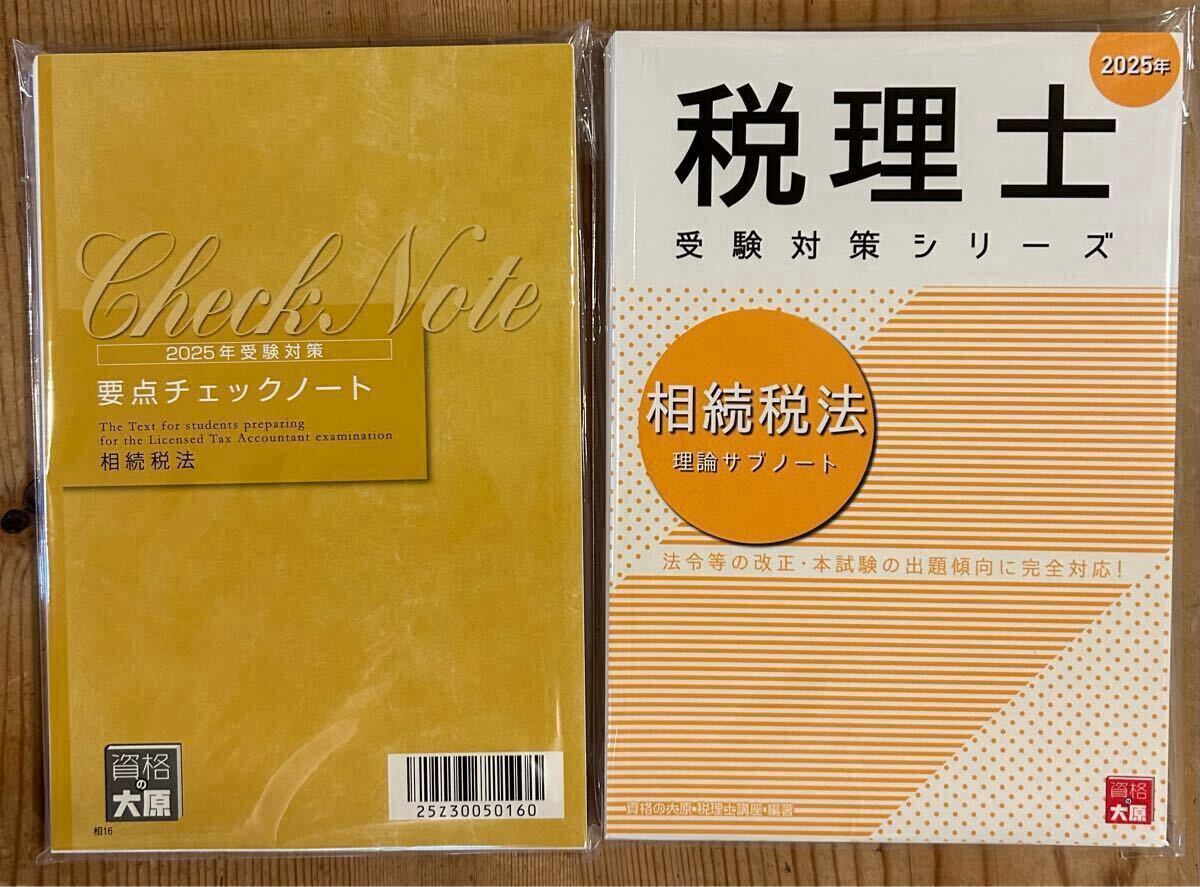 Check Note
2025年受験対策
要点チェックノート
The Text for students preparing
for the Licensed Tax Accountant examination
相続税法
資格
の
大原
相16
25Z30050160
2025年
税理士
受験対策シリーズ
相続税法
理論サブノート
法令等の改正・本試験の出題傾向に完全対応！
資格の大原・税理士講座・編著
資格
の
大原